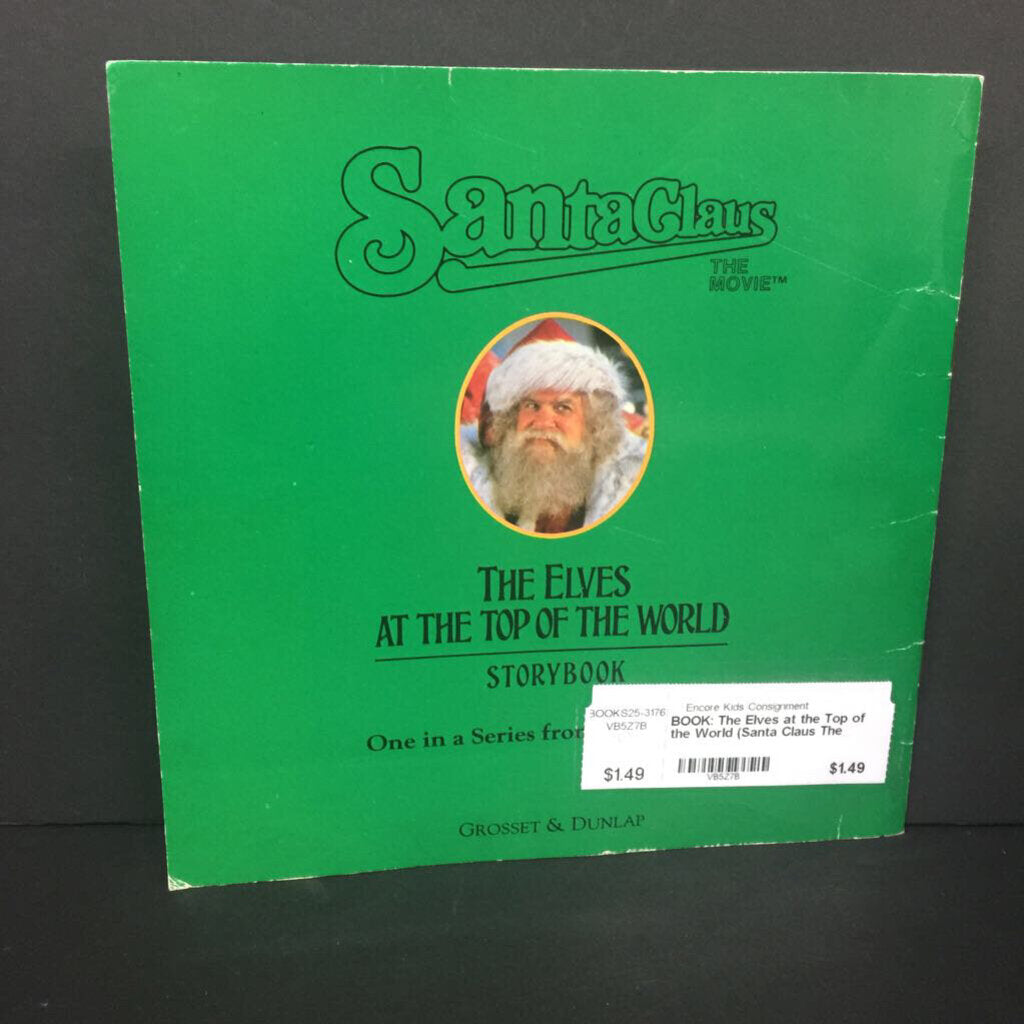 Santa Claus
THE
MOVIE™
THE ELVES
AT THE TOP OF THE WORLD
STORYBOOK
One in a Series
GROSSET & DUNLAP
BOOKS25-3176
VB5Z7B
$1.49
Encore Kids Consignment
BOOK: The Elves at the Top of
the World (Santa Claus The
VB5Z7B
$1.49